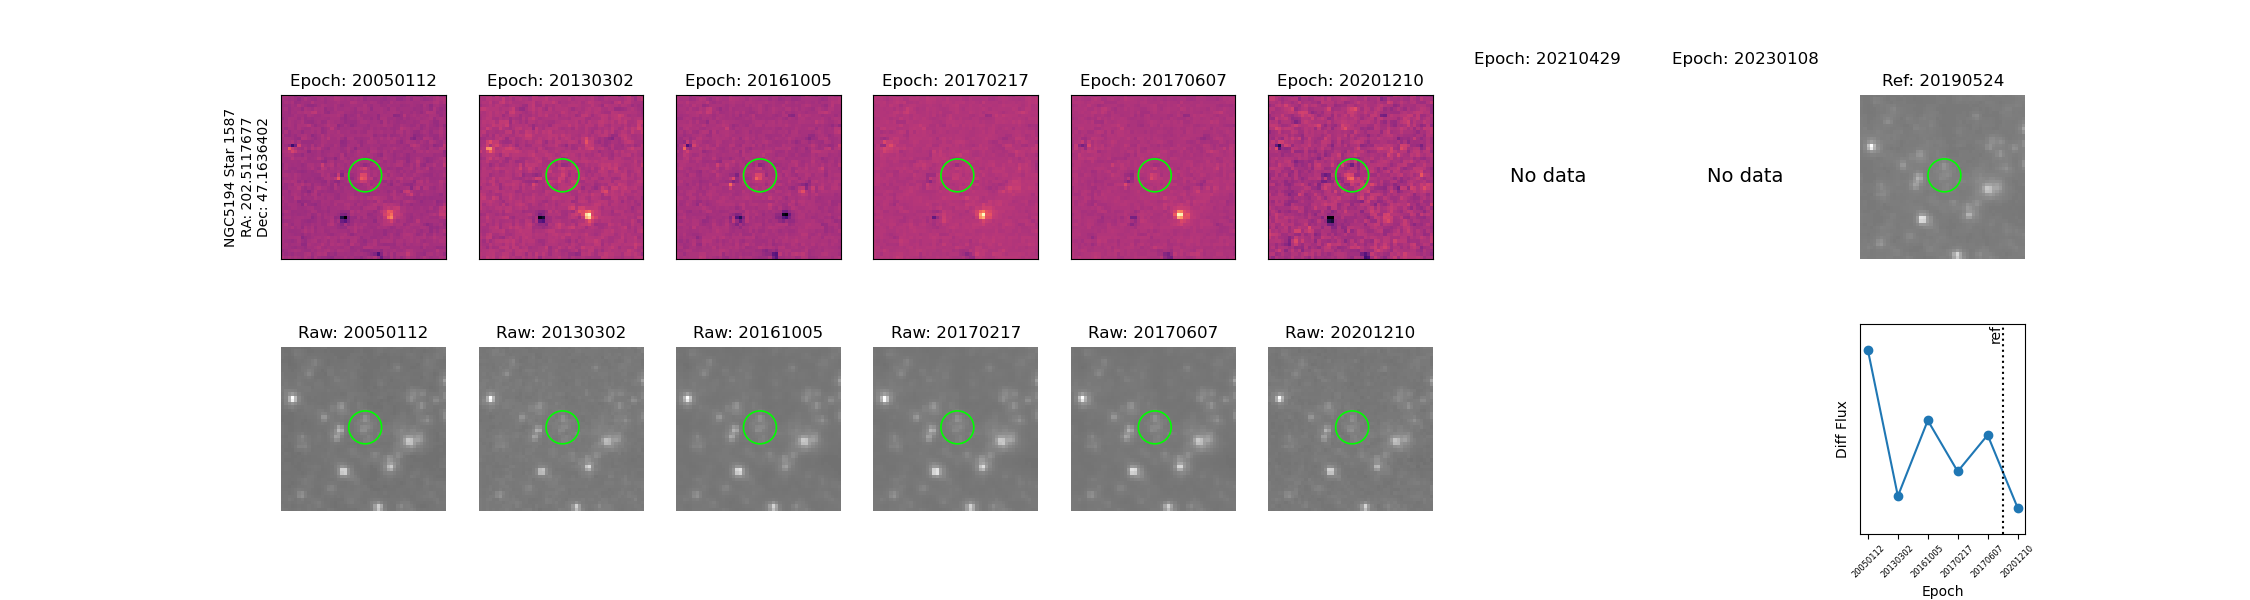 Epoch: 20210429
Epoch: 20230108
Epoch: 20050112
Epoch: 20130302
Epoch: 20161005
Epoch: 20170217
Epoch: 20170607
Epoch: 20201210
Ref: 20190524
NGC5194 Star 1587
RA: 202.5117677
Dec: 47.1636402
No data
No data
Raw: 20050112
Raw: 20130302
Raw: 20161005
Raw: 20170217
Raw: 20170607
Raw: 20201210
ref
Diff Flux
20050112
20130302
20161005
20170217
20170607
20201210
Epoch